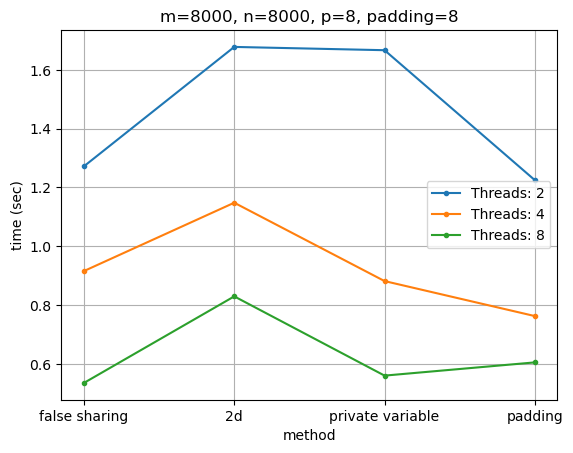 m=8000, n=8000, p=8, padding=8
time (sec)
1.6
1.4
1.2
1.0
0.8
0.6
Threads: 2
Threads: 4
Threads: 8
false sharing
2d
private variable
padding
method